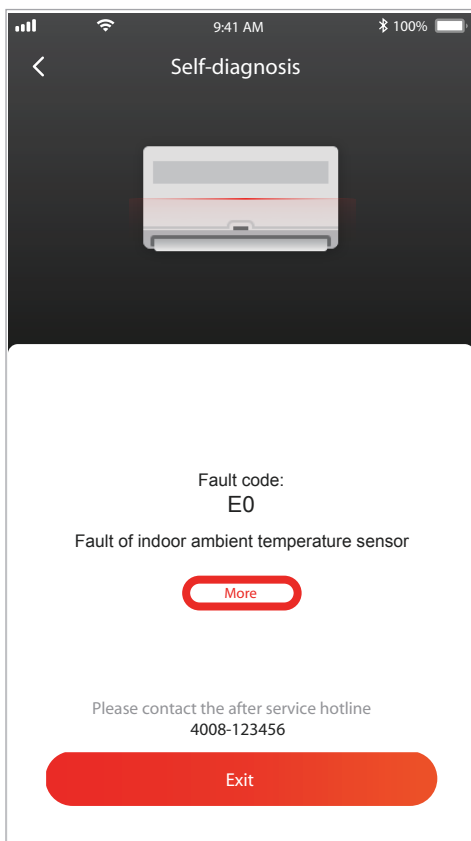 9:41 AM
100%
Self-diagnosis
Fault code:
E0
Fault of indoor ambient temperature sensor
More
Please contact the after service hotline
4008-123456
Exit